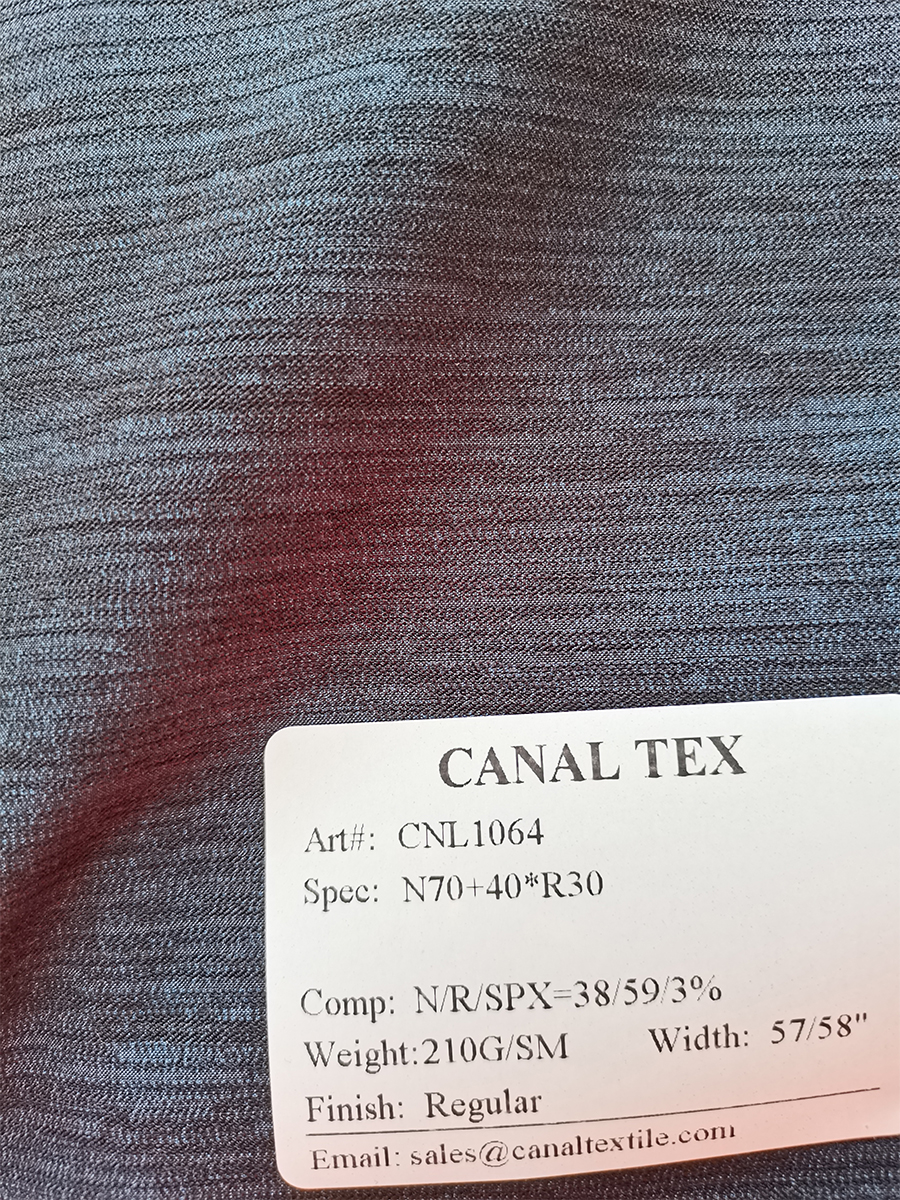 CANAL TEX
Art#: CNL1064
Spec: N70+40*R30
Comp: N/R/SPX=38/59/3%
Weight:210G/SM Width: 57/58"
Finish: Regular
Email: sales@canaltextile.com